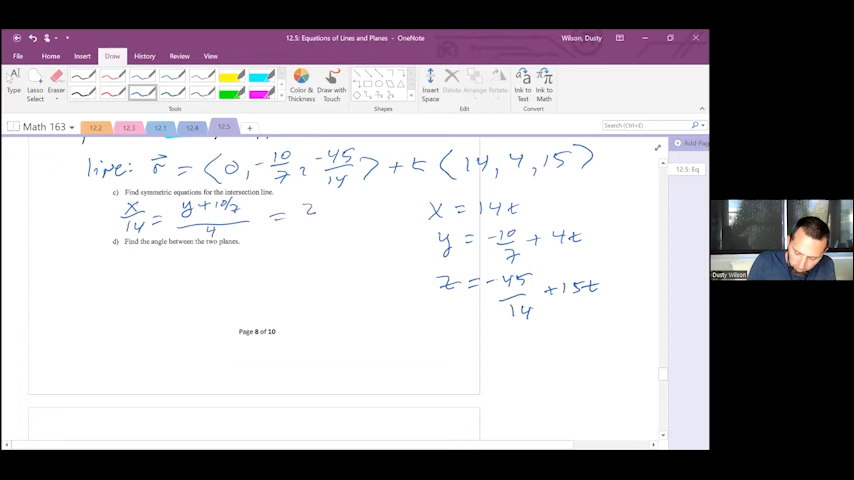 12.5: Equations of Lines and Planes - OneNote
Wilson, Dusty
File Home Insert Draw History Review View
Type
Lasso Select
Eraser
Color & Thickness
Draw with Touch
Insert Space
Delete
Arrange
Rotate
Ink to Text
Ink to Math
Tools
Shapes
Edit
Convert
Math 163
12.2 12.3 12.1 12.4 12.5 +
Search (Ctrl+E)
Add Pag
12.5: Eq
line: r⃗ = ⟨0, -10/7, -45/14⟩ + t⟨14, 4, 15⟩
c) Find symmetric equations for the intersection line.
x/14 = (y + 10/7)/4 = z
x = 14t
y = -10/7 + 4t
z = -45/14 + 15t
d) Find the angle between the two planes.
Page 8 of 10
Dusty Wilson